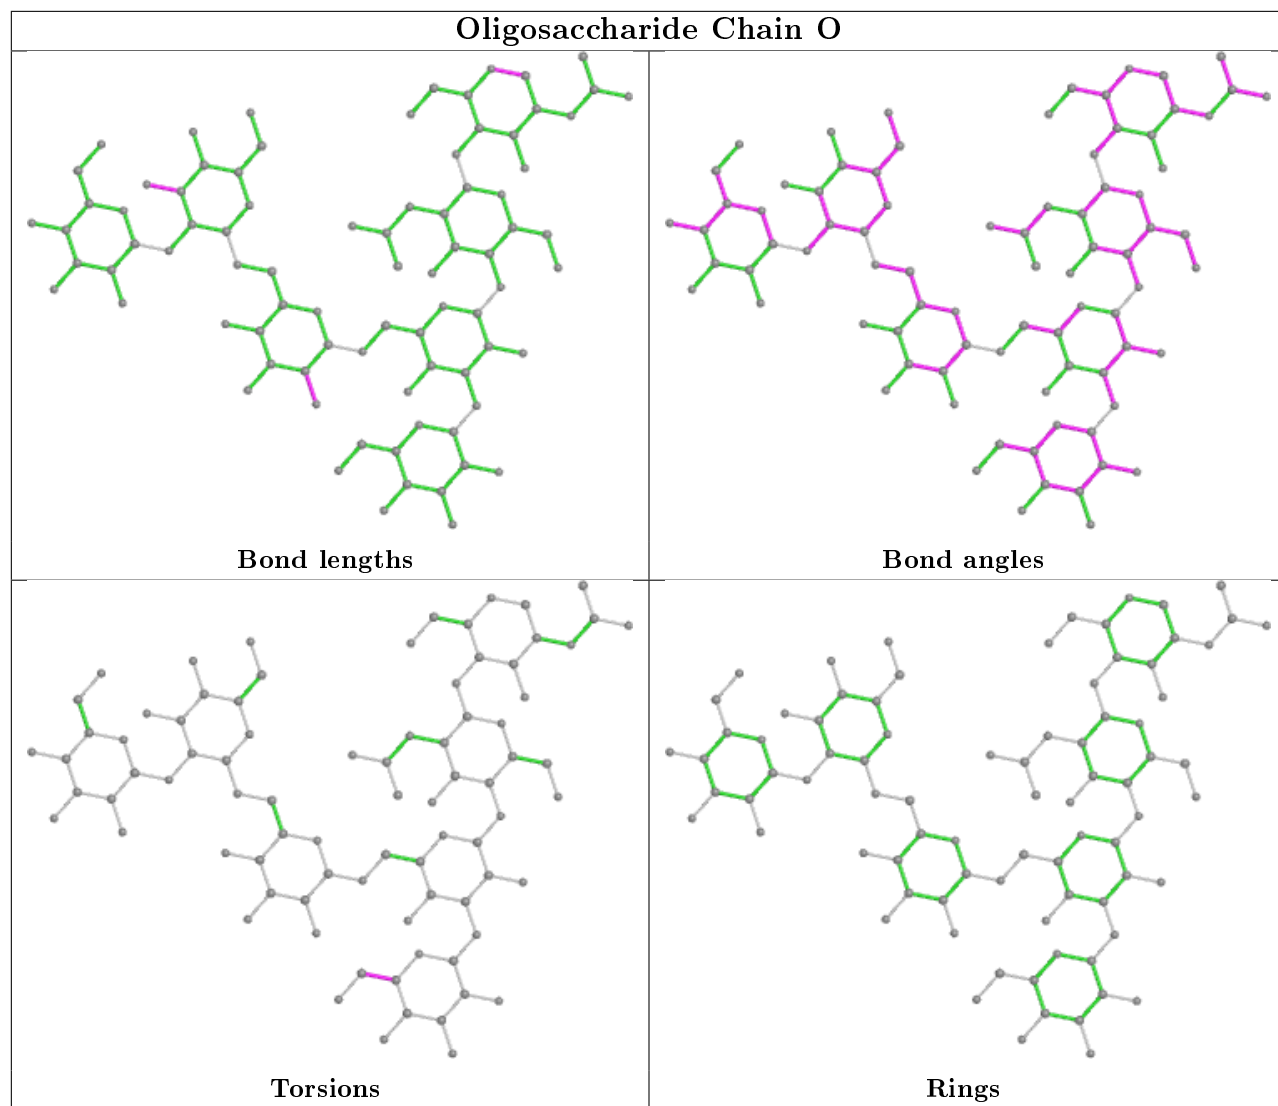 Oligosaccharide Chain O
Bond lengths
Bond angles
Torsions
Rings